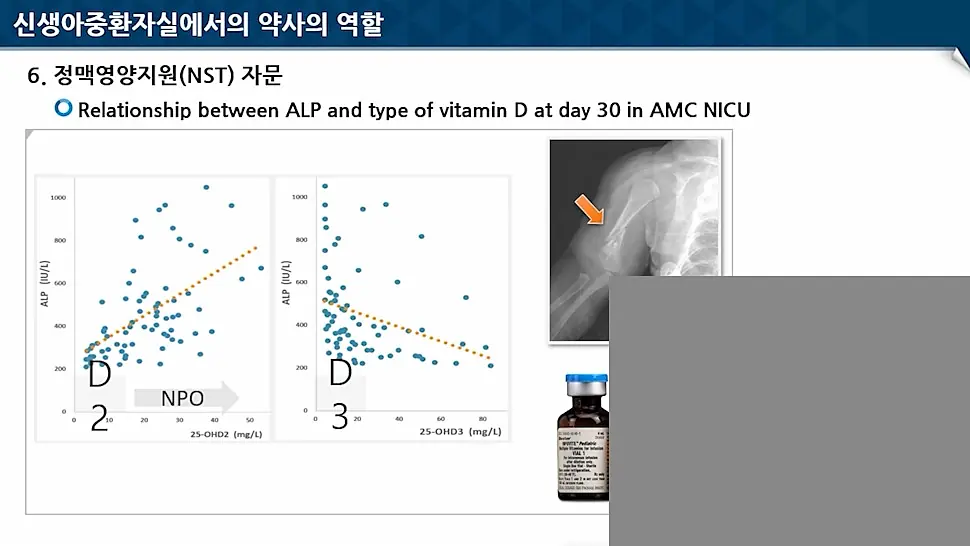 신생아중환자실에서의 약사의 역할
6. 정맥영양지원(NST) 자문
Relationship between ALP and type of vitamin D at day 30 in AMC NICU
1000
800
600
400
200
0
ALP (IU/L)
D
2
NPO
0 10 20 30 40 50
25-OHD2 (mg/L)
1000
800
600
400
200
0
ALP (IU/L)
D
3
0 20 40 60 80
25-OHD3 (mg/L)
Pediatric
VIAL 1